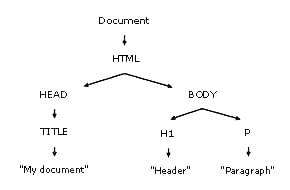 Document
HTML
HEAD BODY
TITLE H1 P
"My document" "Header" "Paragraph"